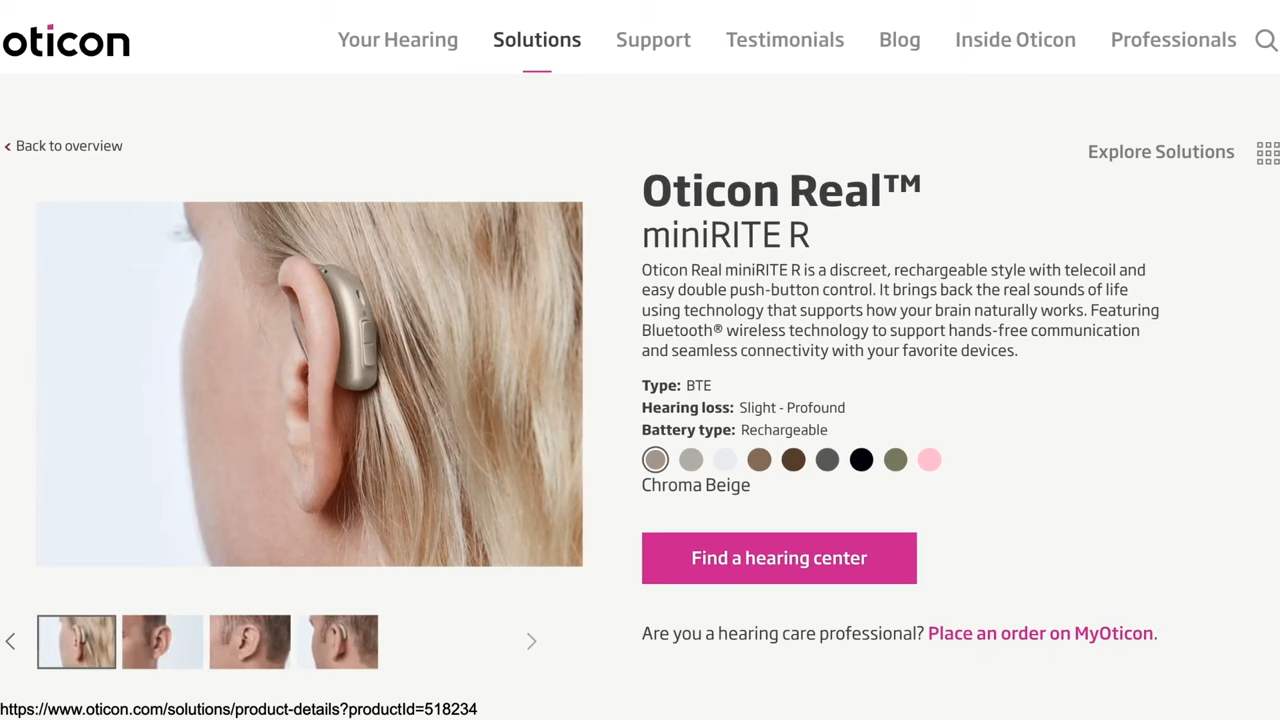 oticon
Your Hearing
Solutions
Support
Testimonials
Blog
Inside Oticon
Professionals
Back to overview
Explore Solutions
Oticon Real™
miniRITE R
Oticon Real miniRITE R is a discreet, rechargeable style with telecoil and
easy double push-button control. It brings back the real sounds of life
using technology that supports how your brain naturally works. Featuring
Bluetooth® wireless technology to support hands-free communication
and seamless connectivity with your favorite devices.
Type: BTE
Hearing loss: Slight - Profound
Battery type: Rechargeable
Chroma Beige
Find a hearing center
Are you a hearing care professional? Place an order on MyOticon.
https://www.oticon.com/solutions/product-details?productId=518234